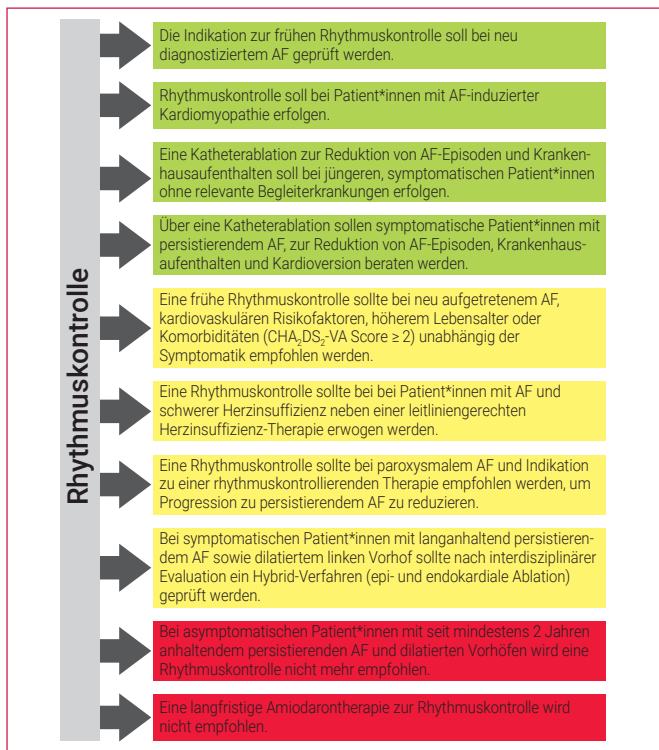 Rhythmuskontrolle
Die Indikation zur frühen Rhythmuskontrolle soll bei neu
diagnostiziertem AF geprüft werden.
Rhythmuskontrolle soll bei Patient*innen mit AF-induzierter
Kardiomyopathie erfolgen.
Eine Katheterablation zur Reduktion von AF-Episoden und Kranken-
hausaufenthalten soll bei jüngeren, symptomatischen Patient*innen
ohne relevante Begleiterkrankungen erfolgen.
Über eine Katheterablation sollen symptomatische Patient*innen mit
persistierendem AF, zur Reduktion von AF-Episoden, Krankenhaus-
aufenthalten und Kardioversion beraten werden.
Eine frühe Rhythmuskontrolle sollte bei neu aufgetretenem AF,
kardiovaskulären Risikofaktoren, höherem Lebensalter oder
Komorbiditäten (CHA₂DS₂-VA Score ≥ 2) unabhängig der
Symptomatik empfohlen werden.
Eine Rhythmuskontrolle sollte bei bei Patient*innen mit AF und
schwerer Herzinsuffizienz neben einer leitliniengerechten
Herzinsuffizienz-Therapie erwogen werden.
Eine Rhythmuskontrolle sollte bei paroxysmalem AF und Indikation
zu einer rhythmuskontrollierenden Therapie empfohlen werden, um
Progression zu persistierendem AF zu reduzieren.
Bei symptomatischen Patient*innen mit langanhaltend persistieren-
dem AF sowie dilatiertem linken Vorhof sollte nach interdisziplinärer
Evaluation ein Hybrid-Verfahren (epi- und endokardiale Ablation)
geprüft werden.
Bei asymptomatischen Patient*innen mit seit mindestens 2 Jahren
anhaltendem persistierenden AF und dilatierten Vorhöfen wird eine
Rhythmuskontrolle nicht mehr empfohlen.
Eine langfristige Amiodarontherapie zur Rhythmuskontrolle wird
nicht empfohlen.